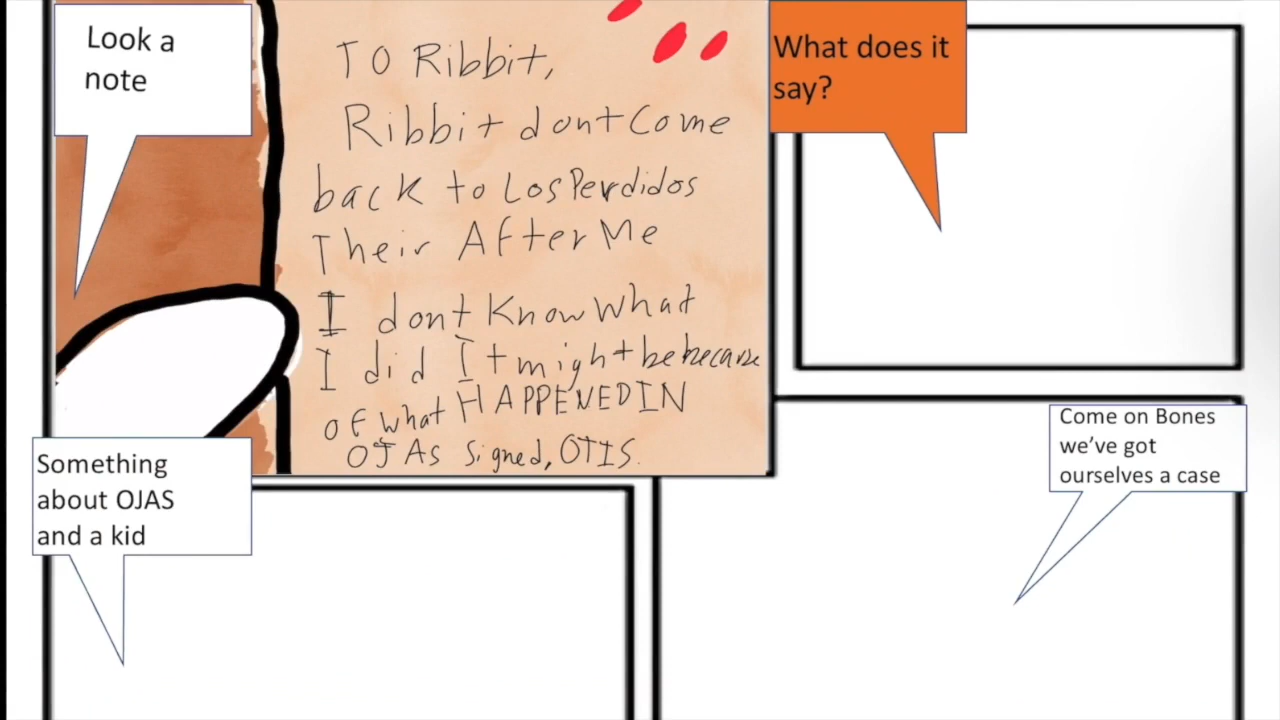 Look a
note
TO Ribbit,
Ribbit dont Come
back to Los Perdidos
Their After Me
I dont Know What
I did It might be because
of what HAPPENED IN
OJAs signed, OTIS.
What does it
say?
Something
about OJAS
and a kid
Come on Bones
we’ve got
ourselves a case